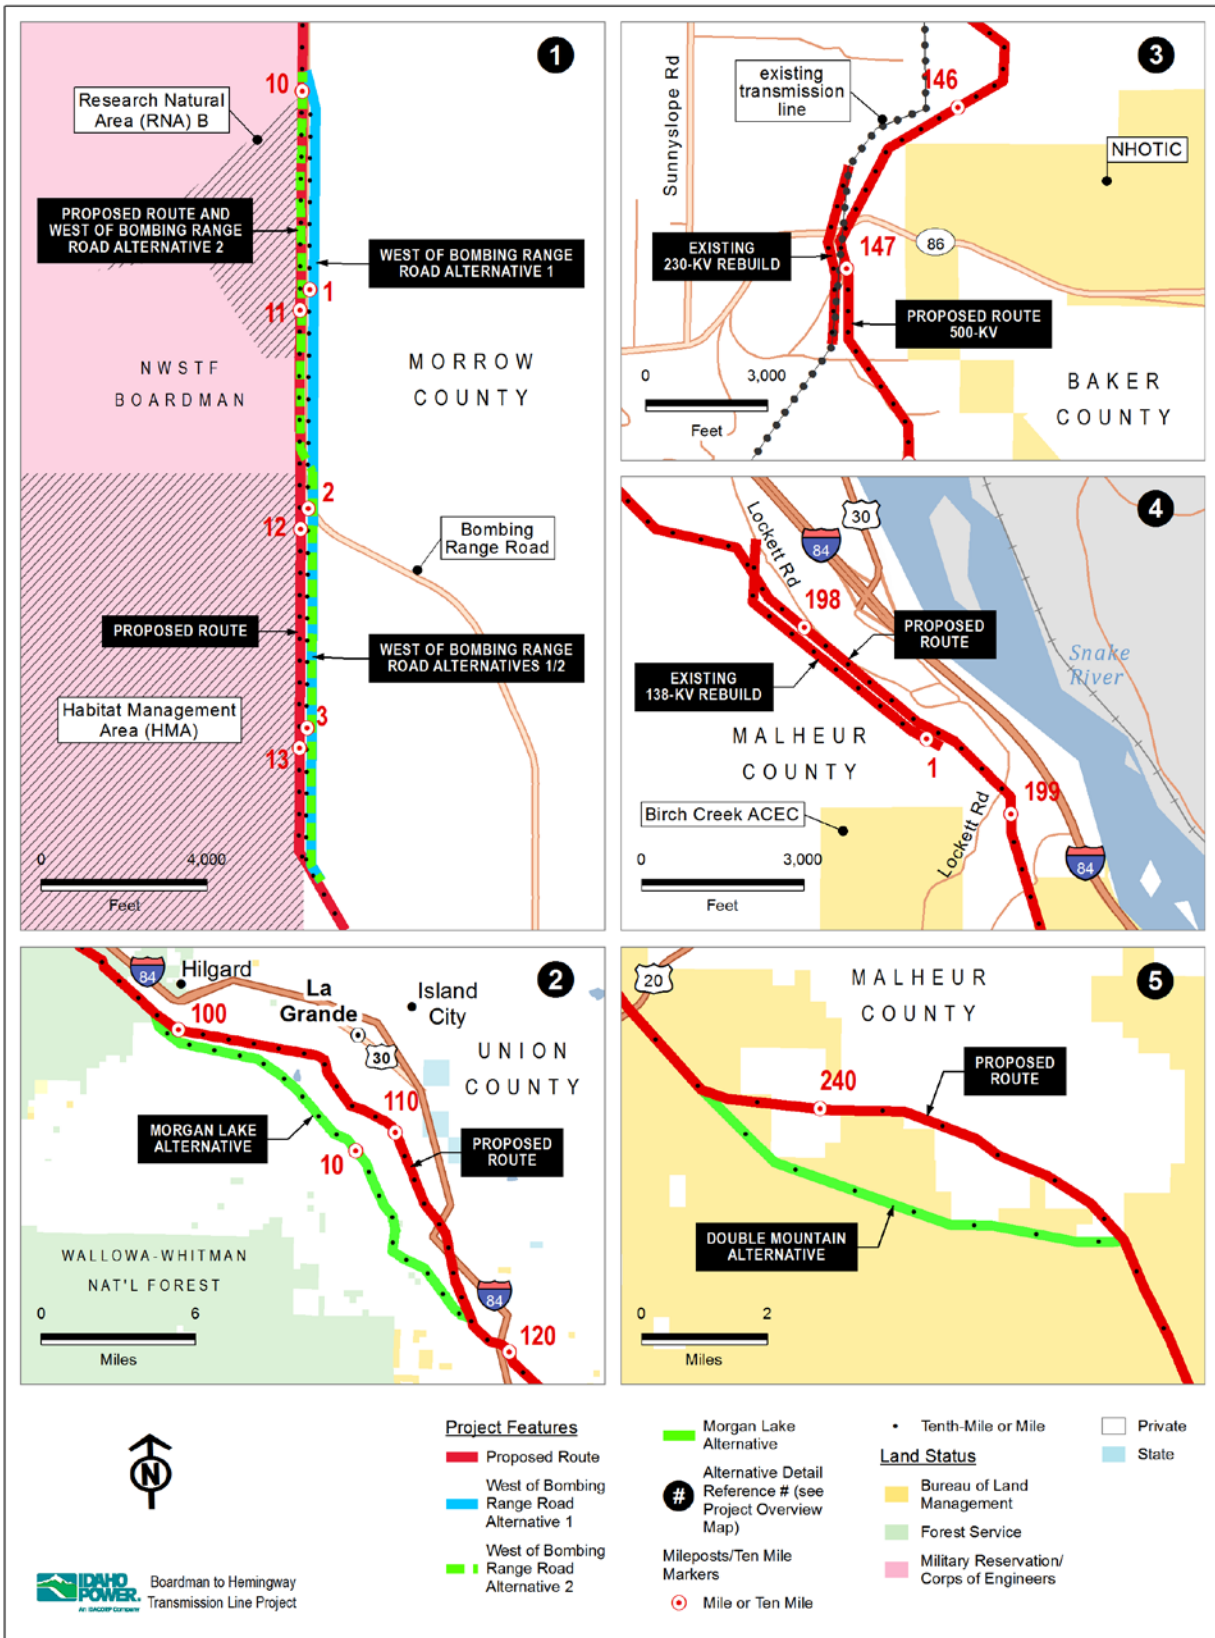 1
10
Research Natural
Area (RNA) B
PROPOSED ROUTE AND
WEST OF BOMBING RANGE
ROAD ALTERNATIVE 2
WEST OF BOMBING RANGE
ROAD ALTERNATIVE 1
1
11
NWSTF
BOARDMAN
MORROW
COUNTY
2
12
Bombing
Range Road
PROPOSED ROUTE
WEST OF BOMBING RANGE
ROAD ALTERNATIVES 1/2
Habitat Management
Area (HMA)
3
13
0 4,000
Feet
3
Sunnyslope Rd
existing
transmission
line
146
NHOTIC
EXISTING
230-KV REBUILD
147
86
PROPOSED ROUTE
500-KV
0 3,000
Feet
BAKER
COUNTY
4
Lockett Rd
30
84
198
PROPOSED
ROUTE
EXISTING
138-KV REBUILD
Snake
River
MALHEUR
COUNTY
1
199
Birch Creek ACEC
Lockett Rd
84
0 3,000
Feet
2
84
Hilgard
La
Grande
Island
City
100
30
UNION
COUNTY
110
MORGAN LAKE
ALTERNATIVE
10
PROPOSED
ROUTE
WALLOWA-WHITMAN
NAT'L FOREST
84
0 6
Miles
120
5
20
MALHEUR
COUNTY
240
PROPOSED
ROUTE
DOUBLE MOUNTAIN
ALTERNATIVE
0 2
Miles
N
IDAHO
POWER.
An IDACORP Company
Boardman to Hemingway
Transmission Line Project
Project Features
Proposed Route
West of Bombing
Range Road
Alternative 1
West of Bombing
Range Road
Alternative 2
Morgan Lake
Alternative
#
Alternative Detail
Reference # (see
Project Overview
Map)
Mileposts/Ten Mile
Markers
Mile or Ten Mile
Tenth-Mile or Mile
Land Status
Bureau of Land
Management
Forest Service
Military Reservation/
Corps of Engineers
Private
State